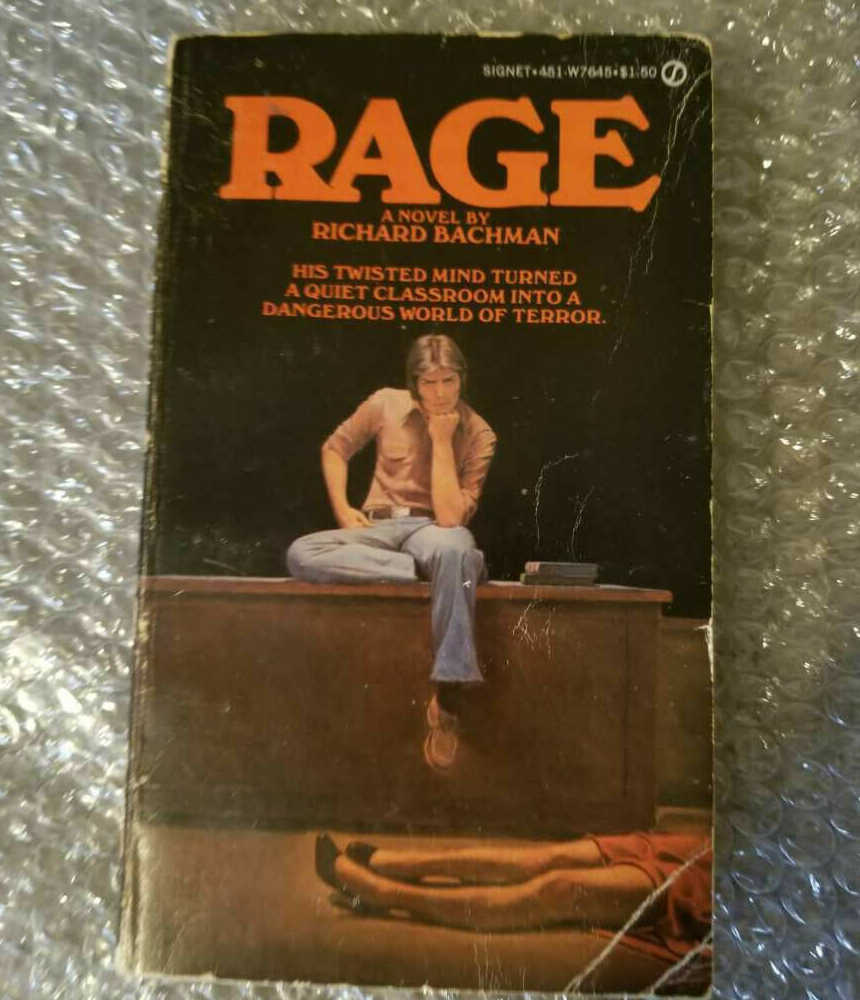 SIGNET•451-W7645•$1.50
RAGE
A NOVEL BY
RICHARD BACHMAN
HIS TWISTED MIND TURNED
A QUIET CLASSROOM INTO A
DANGEROUS WORLD OF TERROR.